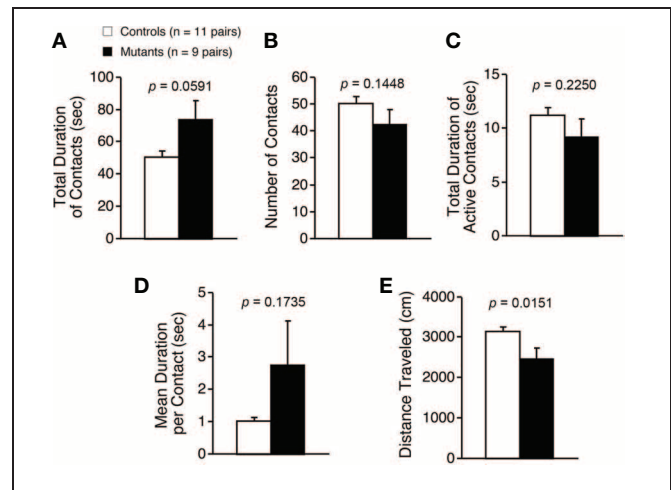 Controls (n = 11 pairs)
Mutants (n = 9 pairs)
A
Total Duration
of Contacts (sec)
p = 0.0591
100
80
60
40
20
0
B
Number of Contacts
p = 0.1448
60
50
40
30
20
10
0
C
Total Duration of
Active Contacts (sec)
p = 0.2250
15
10
5
0
D
Mean Duration
per Contact (sec)
p = 0.1735
5
4
3
2
1
0
E
Distance Traveled (cm)
p = 0.0151
4000
3000
2000
1000
0